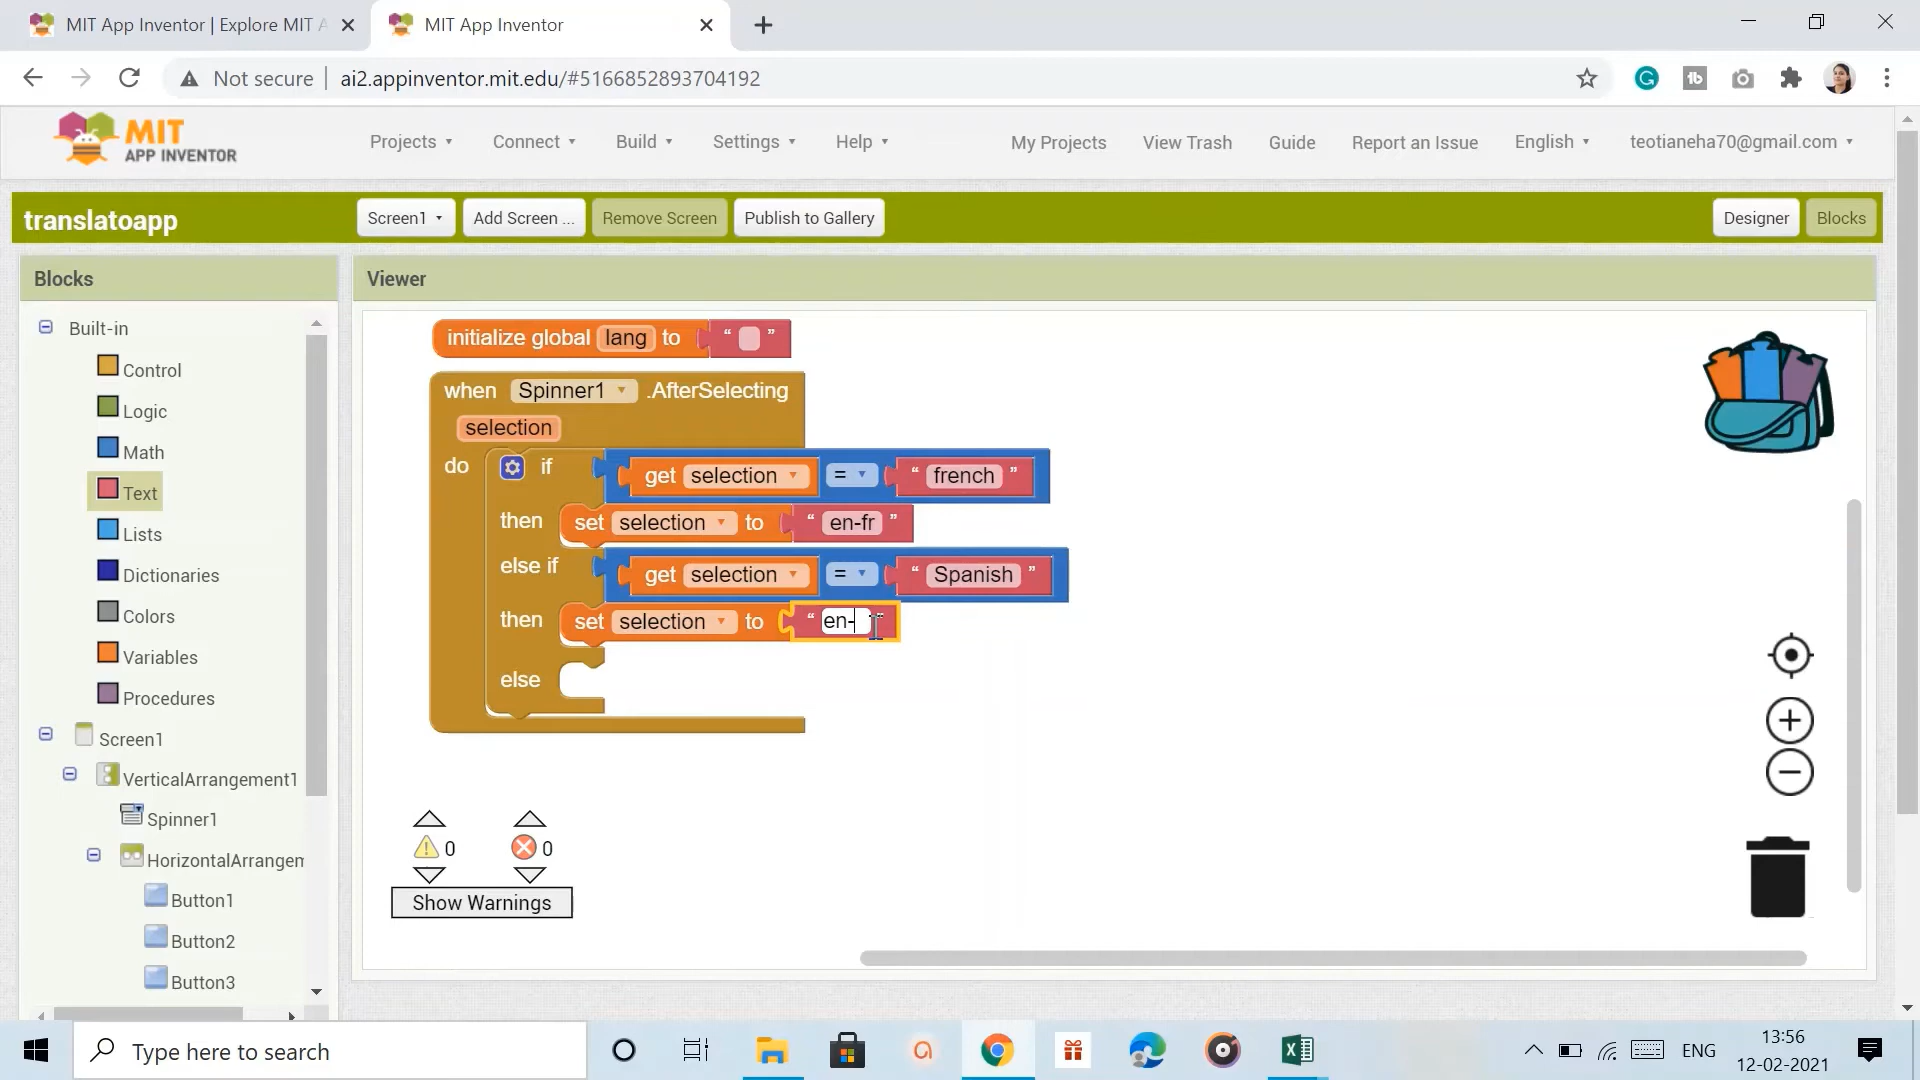 MIT App Inventor | Explore MIT A
MIT App Inventor
Not secure | ai2.appinventor.mit.edu/#5166852893704192
MIT
APP INVENTOR
Projects Connect Build Settings Help My Projects View Trash Guide Report an Issue English teotianeha70@gmail.com
translatoapp
Screen1 Add Screen ... Remove Screen Publish to Gallery Designer Blocks
Blocks
Viewer
Built-in
Control
Logic
Math
Text
Lists
Dictionaries
Colors
Variables
Procedures
Screen1
VerticalArrangement1
Spinner1
HorizontalArrangem
Button1
Button2
Button3
initialize global lang to “ ”
when Spinner1 .AfterSelecting
selection
do if get selection = “ french ”
then set selection to “ en-fr ”
else if get selection = “ Spanish ”
then set selection to “ en- ”
else
0 0
Show Warnings
Type here to search
ENG
13:56
12-02-2021